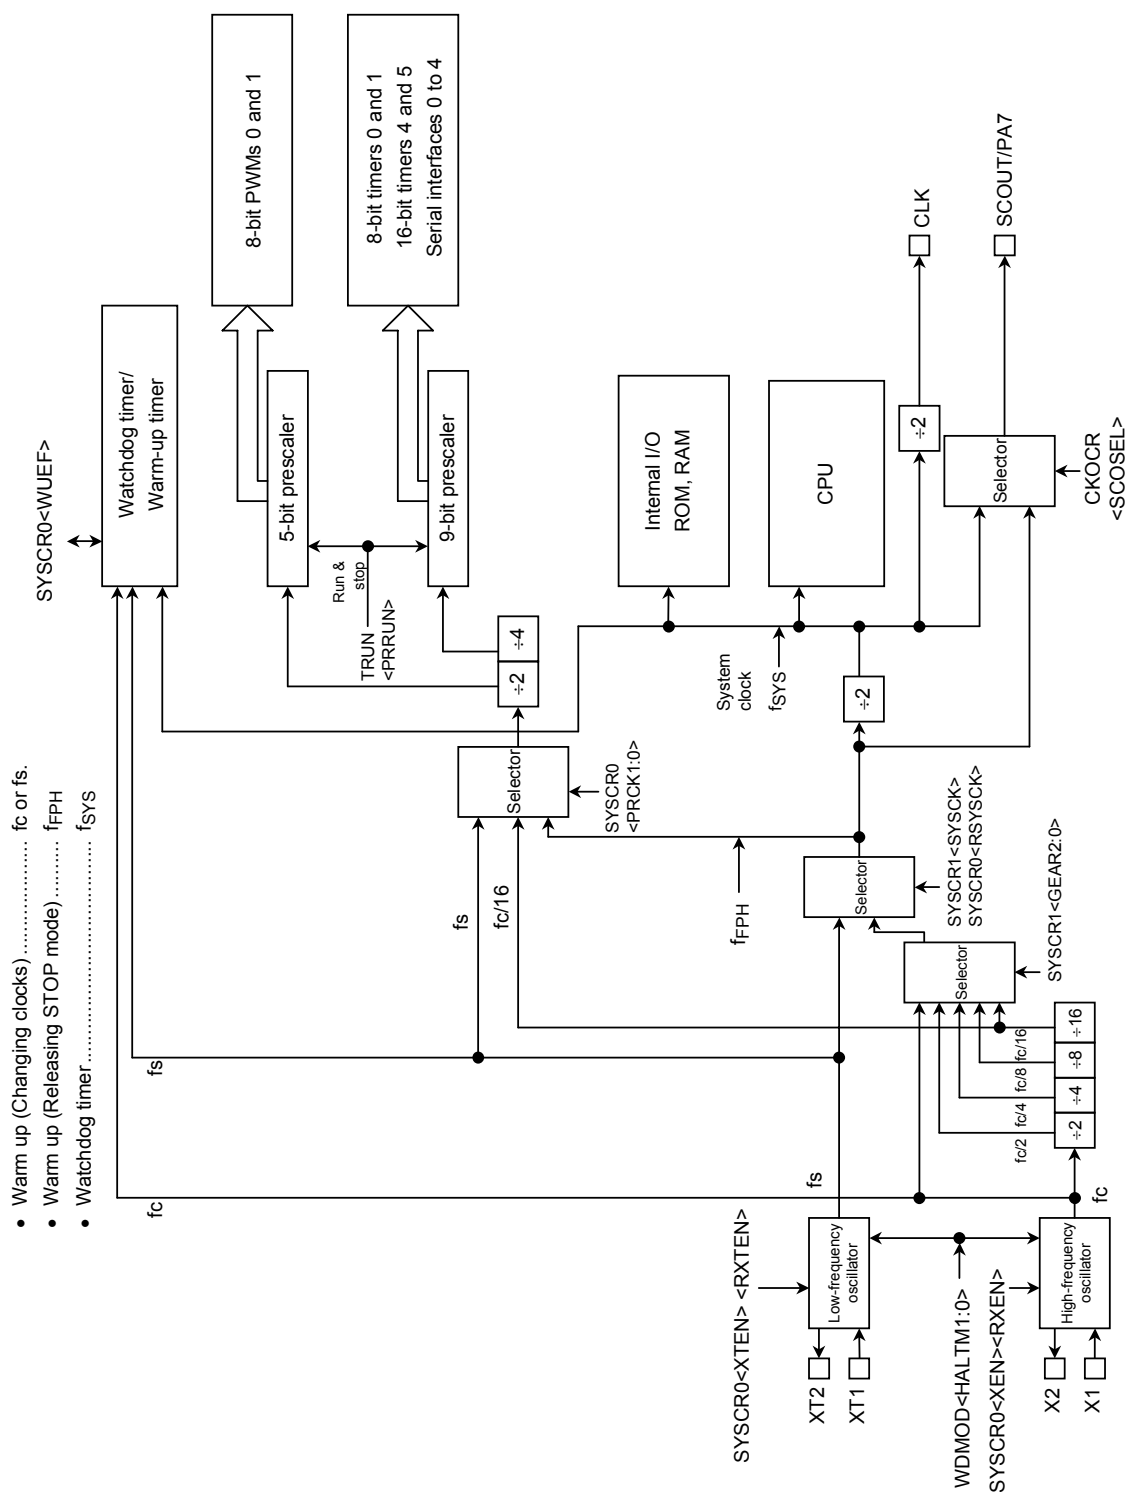 • Warm up (Changing clocks) ........................ fc or fs.
• Warm up (Releasing STOP mode) ......... fFPH
• Watchdog timer ................................................ fSYS
SYSCR0<WUEF>
Watchdog timer/
Warm-up timer
fc
fs
8-bit PWMs 0 and 1
5-bit prescaler
Run &
stop
TRUN
<PRRUN>
8-bit timers 0 and 1
16-bit timers 4 and 5
Serial interfaces 0 to 4
9-bit prescaler
÷2
÷4
Selector
fs
fc/16
SYSCR0
<PRCK1:0>
Internal I/O
ROM, RAM
CPU
System
clock
fSYS
fFPH
÷2
÷2
CLK
Selector
SCOUT/PA7
CKOCR
<SCOSEL>
SYSCR0<XTEN> <RXTEN>
XT2
XT1
Low-frequency
oscillator
fs
Selector
SYSCR1<SYSCK>
SYSCR0<RSYSCK>
Selector
SYSCR1<GEAR2:0>
WDMOD<HALTM1:0>
SYSCR0<XEN><RXEN>
X2
X1
High-frequency
oscillator
fc
fc/2
fc/4
fc/8
fc/16
÷2
÷4
÷8
÷16